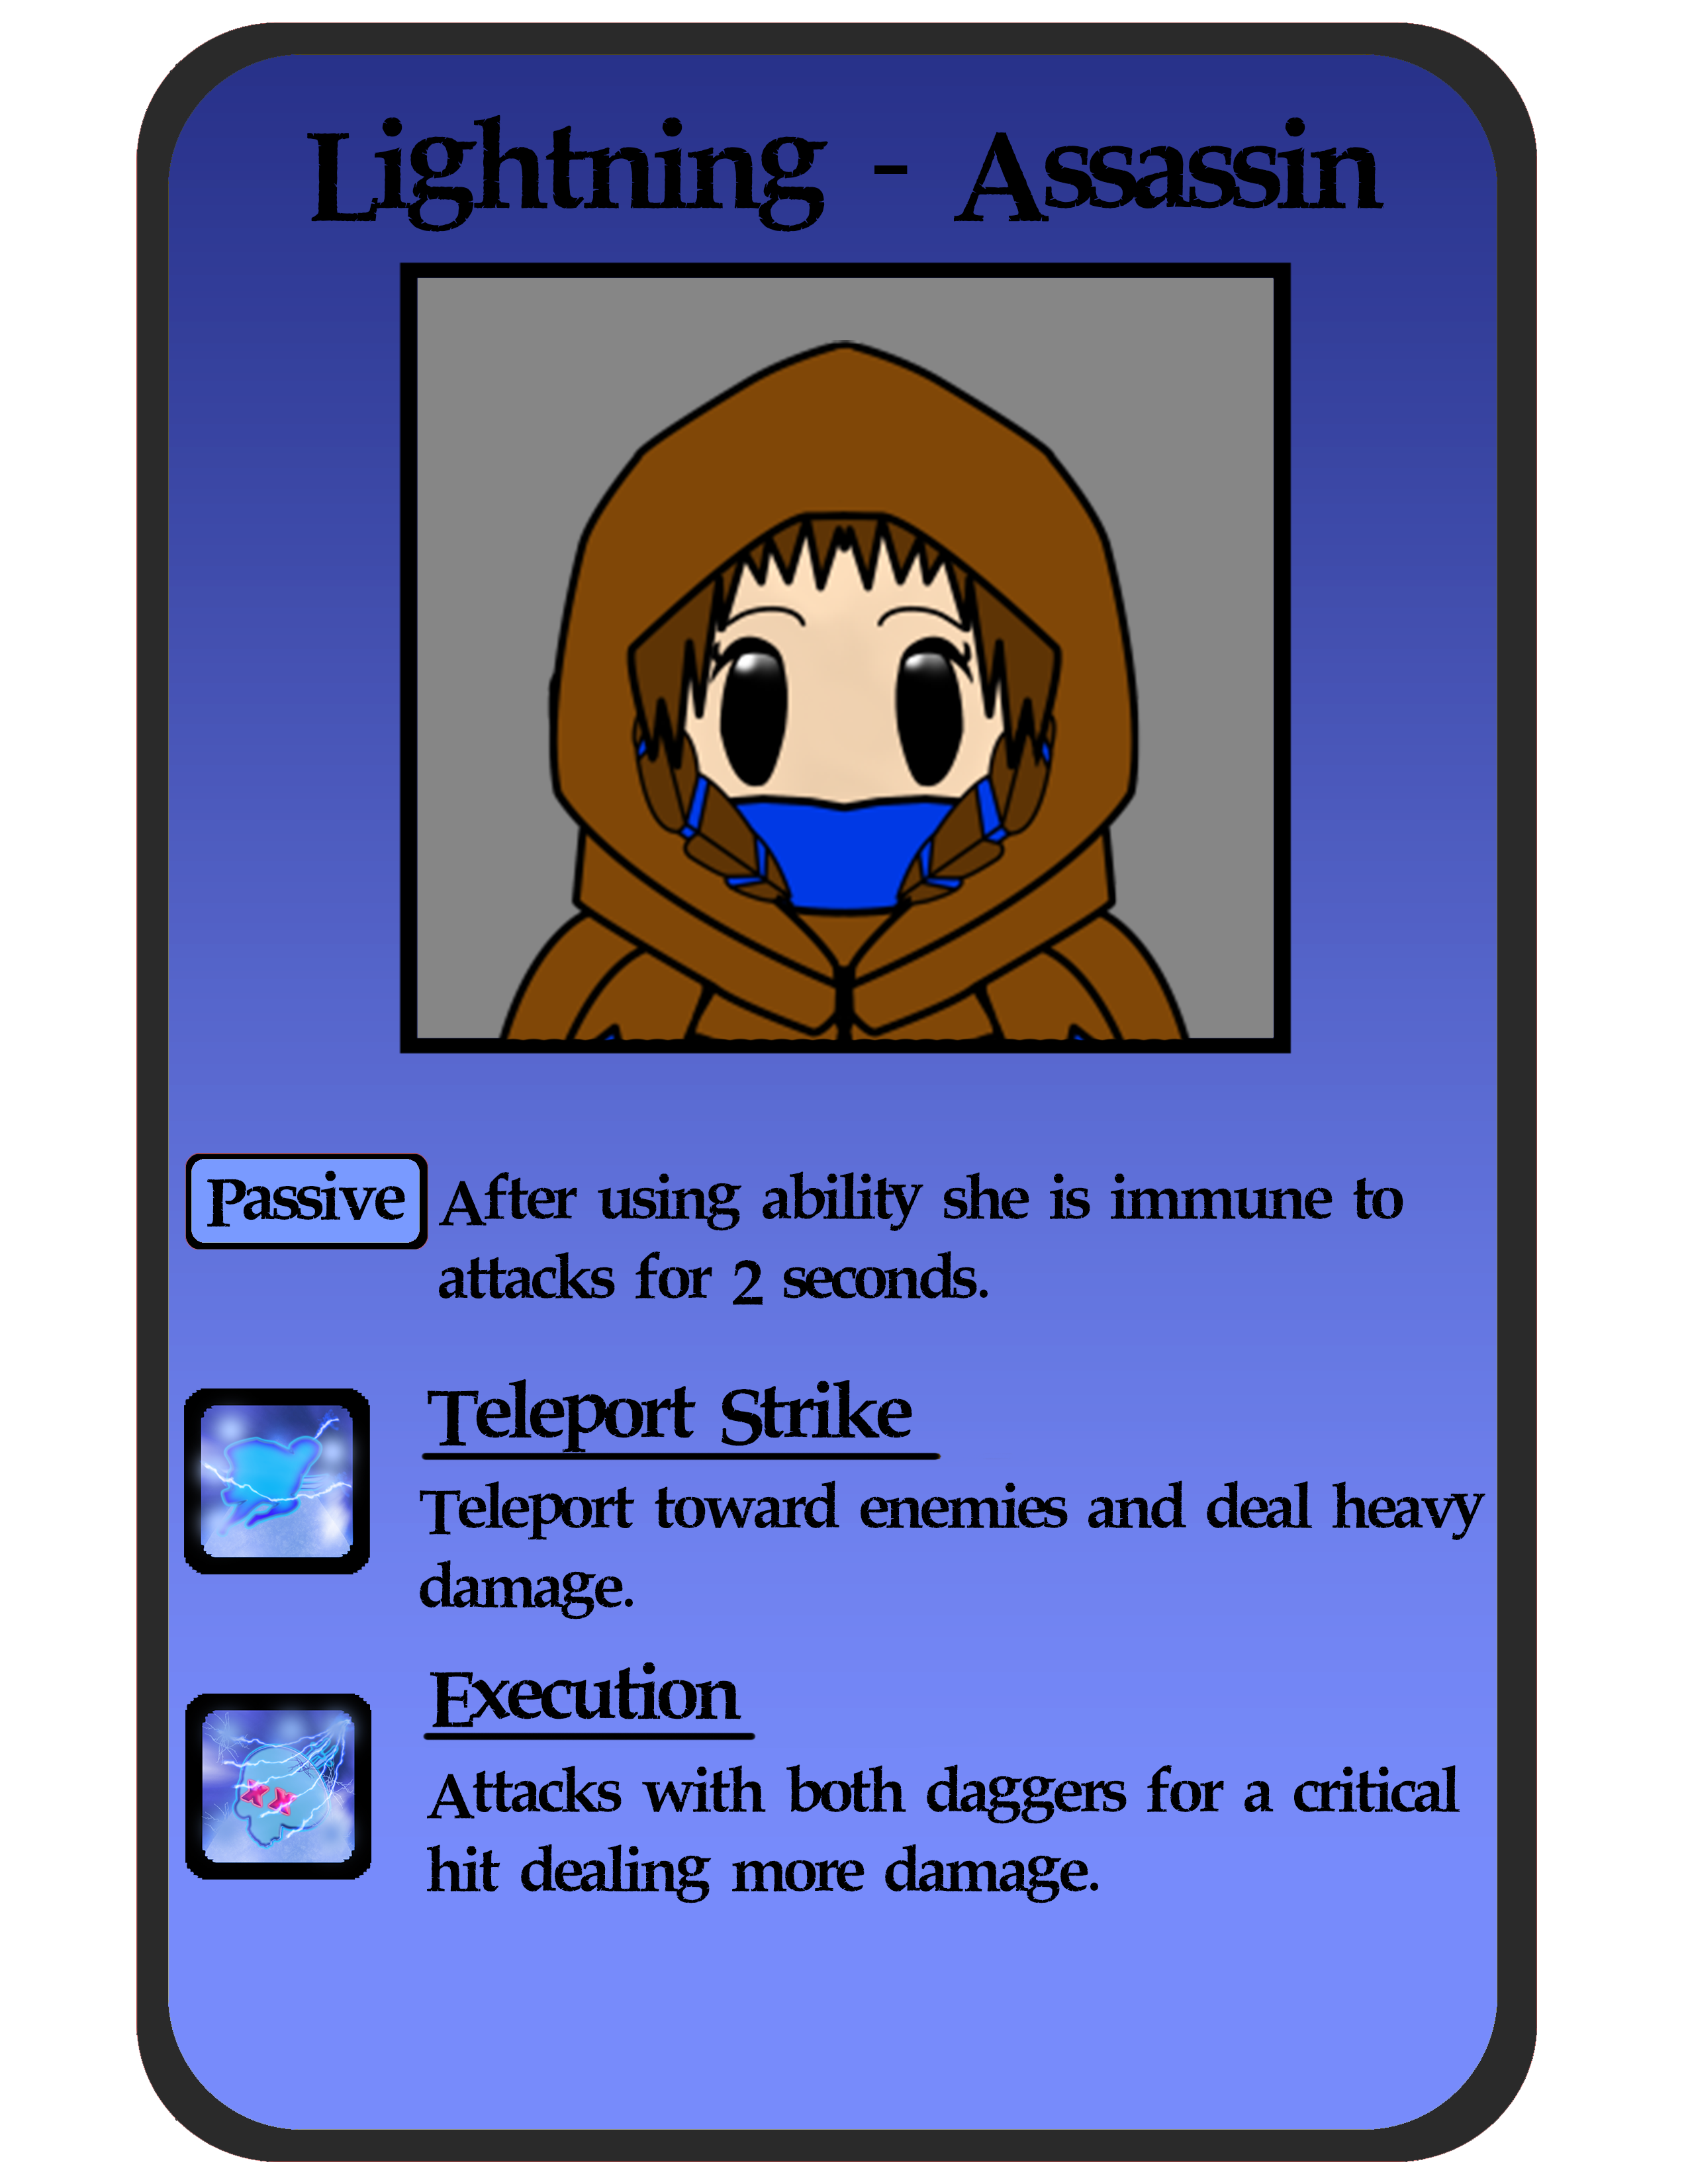 Lightning - Assassin
Passive
After using ability she is immune to
attacks for 2 seconds.
Teleport Strike
Teleport toward enemies and deal heavy
damage.
Execution
Attacks with both daggers for a critical
hit dealing more damage.